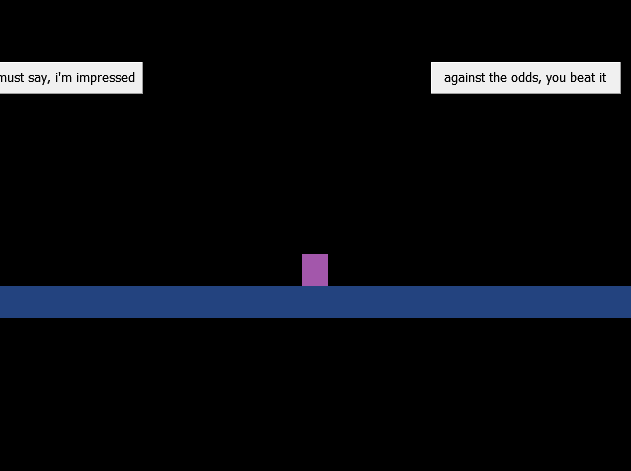 must say, i'm impressed
against the odds, you beat it